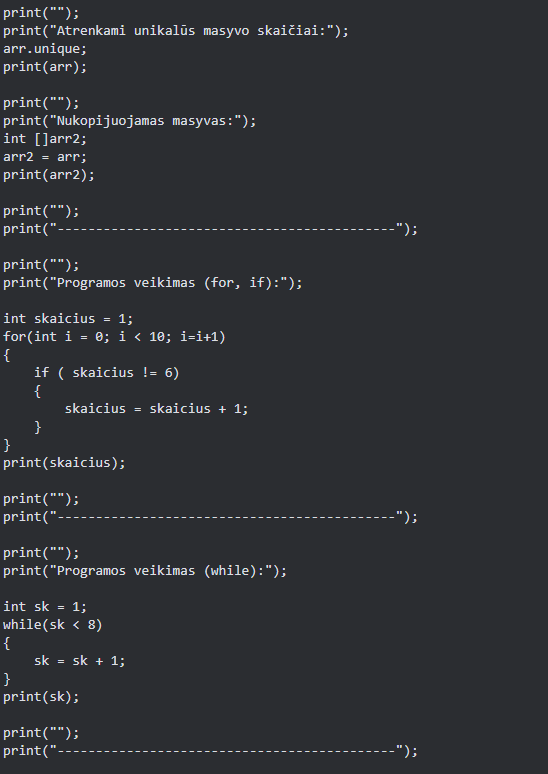 print("");
print("Atrenkami unikalūs masyvo skaičiai:");
arr.unique;
print(arr);
print("");
print("Nukopijuojamas masyvas:");
int []arr2;
arr2 = arr;
print(arr2);
print("");
print("--------------------------------------------");
print("");
print("Programos veikimas (for, if):");
int skaicius = 1;
for(int i = 0; i < 10; i=i+1)
{
    if ( skaicius != 6)
    {
        skaicius = skaicius + 1;
    }
}
print(skaicius);
print("");
print("--------------------------------------------");
print("");
print("Programos veikimas (while):");
int sk = 1;
while(sk < 8)
{
    sk = sk + 1;
}
print(sk);
print("");
print("--------------------------------------------");